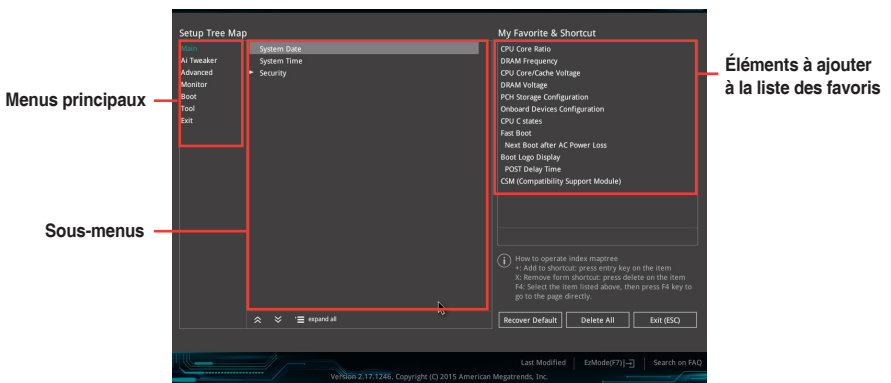 Setup Tree Map
My Favorite & Shortcut
Main
Ai Tweaker
Advanced
Monitor
Boot
Tool
Exit
System Date
System Time
Security
CPU Core Ratio
DRAM Frequency
CPU Core/Cache Voltage
DRAM Voltage
PCH Storage Configuration
Onboard Devices Configuration
CPU C states
Fast Boot
Next Boot after AC Power Loss
Boot Logo Display
POST Delay Time
CSM (Compatibility Support Module)
Éléments à ajouter
à la liste des favoris
Menus principaux
Sous-menus
How to operate index maptree
+: Add to shortcut: press entry key on the item
X: Remove form shortcut: press delete on the item
F4: Select the item listed above, then press F4 key to
go to the page directly.
expand all
Recover Default
Delete All
Exit (ESC)
Last Modified
EzMode(F7)
Search on FAQ
Version 2.17.1246. Copyright (C) 2015 American Megatrends, Inc.